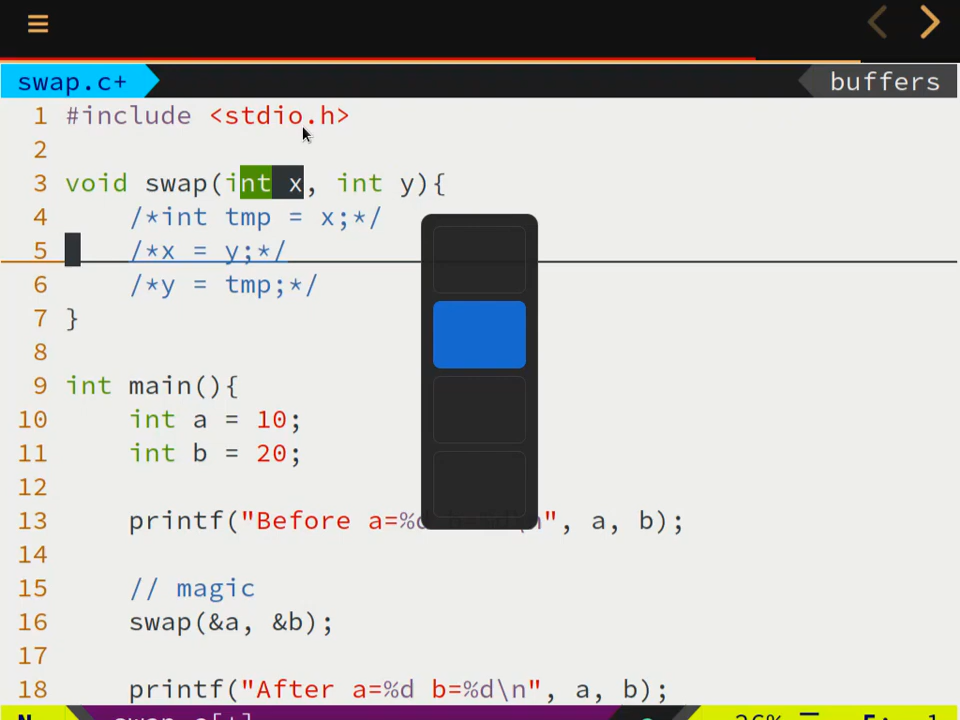 swap.c+ buffers
1 #include <stdio.h>
2
3 void swap(int x, int y){
4 /*int tmp = x;*/
5 /*x = y;*/
6 /*y = tmp;*/
7 }
8
9 int main(){
10 int a = 10;
11 int b = 20;
12
13 printf("Before a=%d b=%d\n", a, b);
14
15 // magic
16 swap(&a, &b);
17
18 printf("After a=%d b=%d\n", a, b);